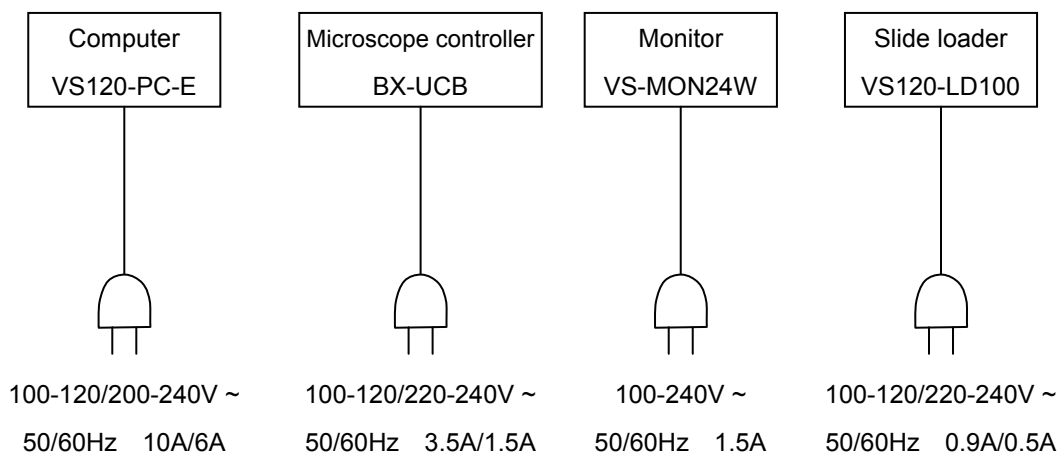 Computer
VS120-PC-E
Microscope controller
BX-UCB
Monitor
VS-MON24W
Slide loader
VS120-LD100
100-120/200-240V ~
50/60Hz 10A/6A
100-120/220-240V ~
50/60Hz 3.5A/1.5A
100-240V ~
50/60Hz 1.5A
100-120/220-240V ~
50/60Hz 0.9A/0.5A